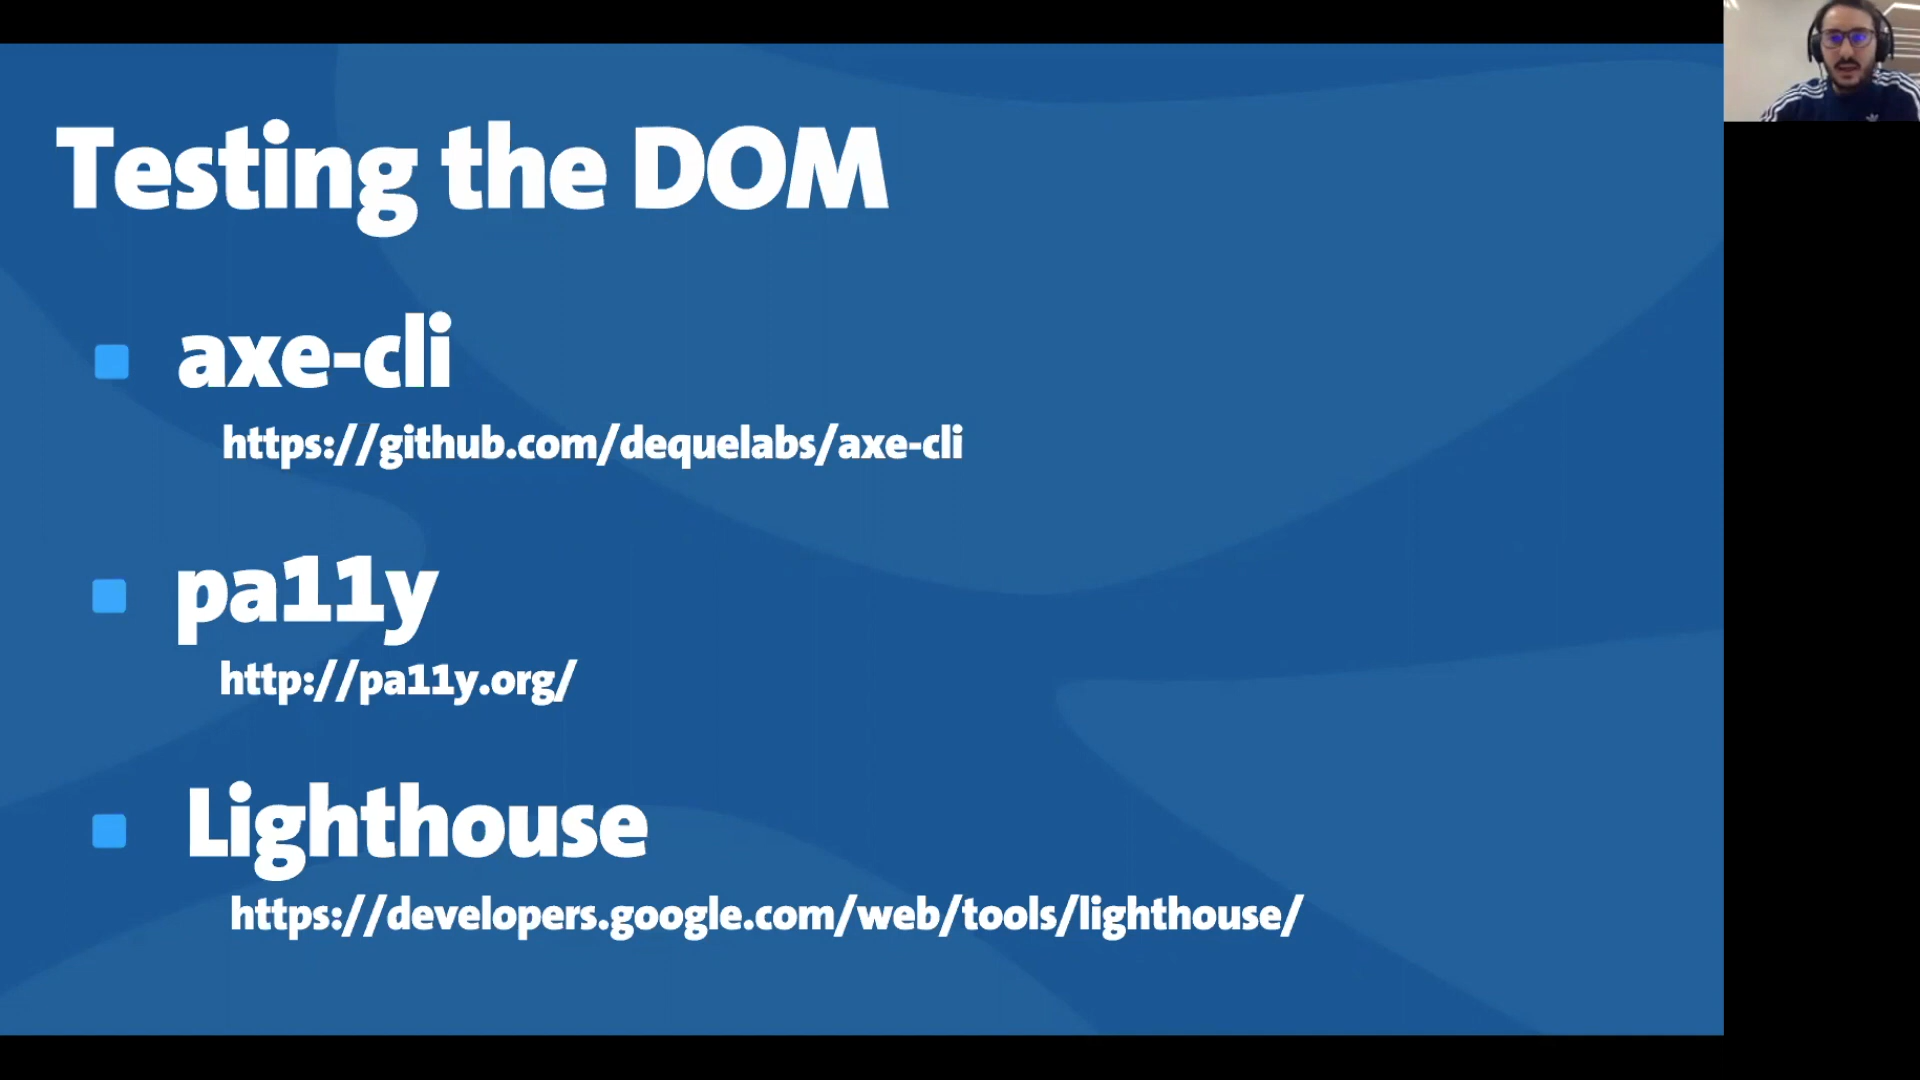 Testing the DOM
axe-cli
https://github.com/dequelabs/axe-cli
pa11y
http://pa11y.org/
Lighthouse
https://developers.google.com/web/tools/lighthouse/